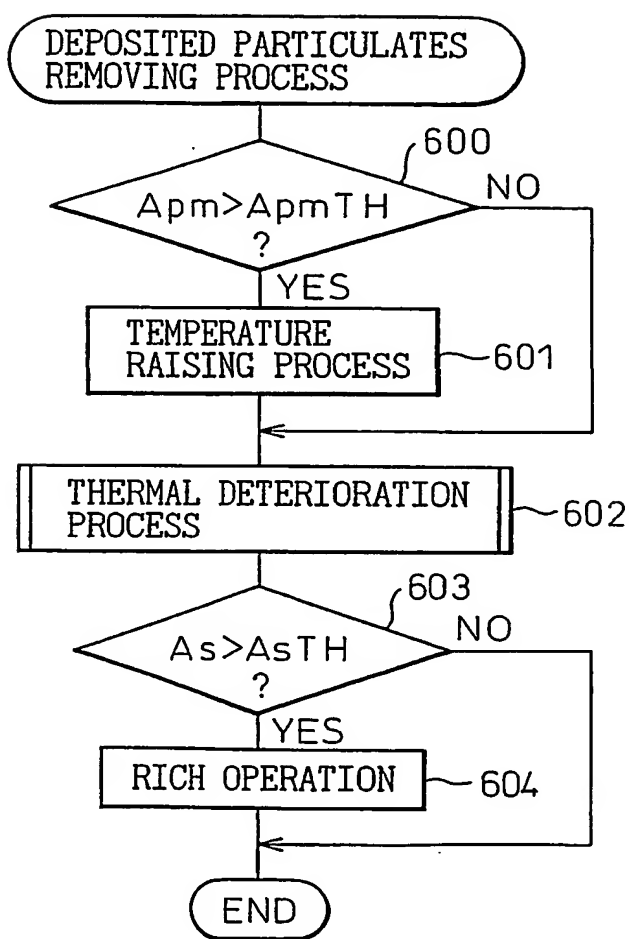 DEPOSITED PARTICULATES
REMOVING PROCESS
600
Apm>ApmTH
?
NO
YES
TEMPERATURE
RAISING PROCESS
601
THERMAL DETERIORATION
PROCESS
602
603
As>AsTH
?
NO
YES
RICH OPERATION
604
END